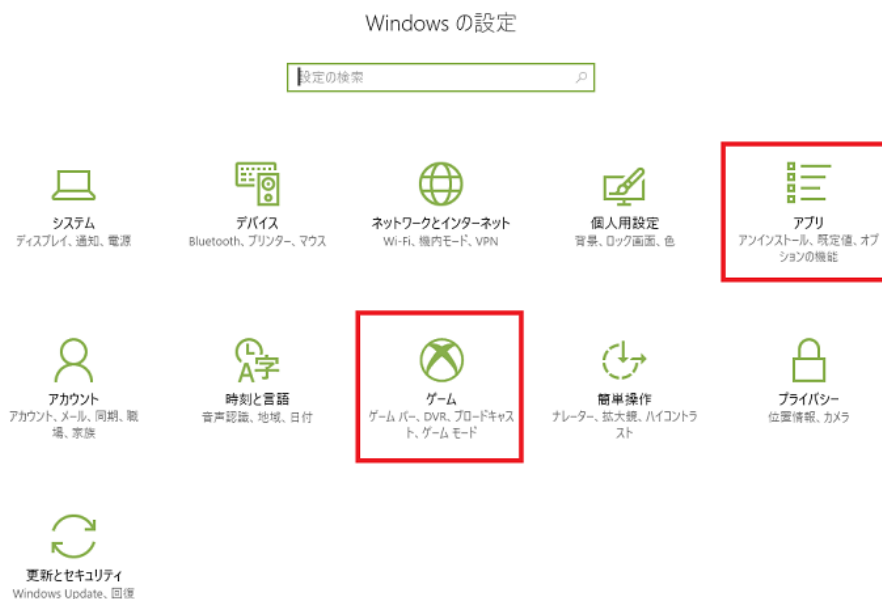 Windows の設定
設定の検索
システム
ディスプレイ、通知、電源
デバイス
Bluetooth、プリンター、マウス
ネットワークとインターネット
Wi-Fi、機内モード、VPN
個人用設定
背景、ロック画面、色
アプリ
アンインストール、既定値、オプ
ションの機能
アカウント
アカウント、メール、同期、職
場、家族
時刻と言語
音声認識、地域、日付
ゲーム
ゲーム バー、DVR、ブロードキャス
ト、ゲーム モード
簡単操作
ナレーター、拡大鏡、ハイコントラ
スト
プライバシー
位置情報、カメラ
更新とセキュリティ
Windows Update、回復